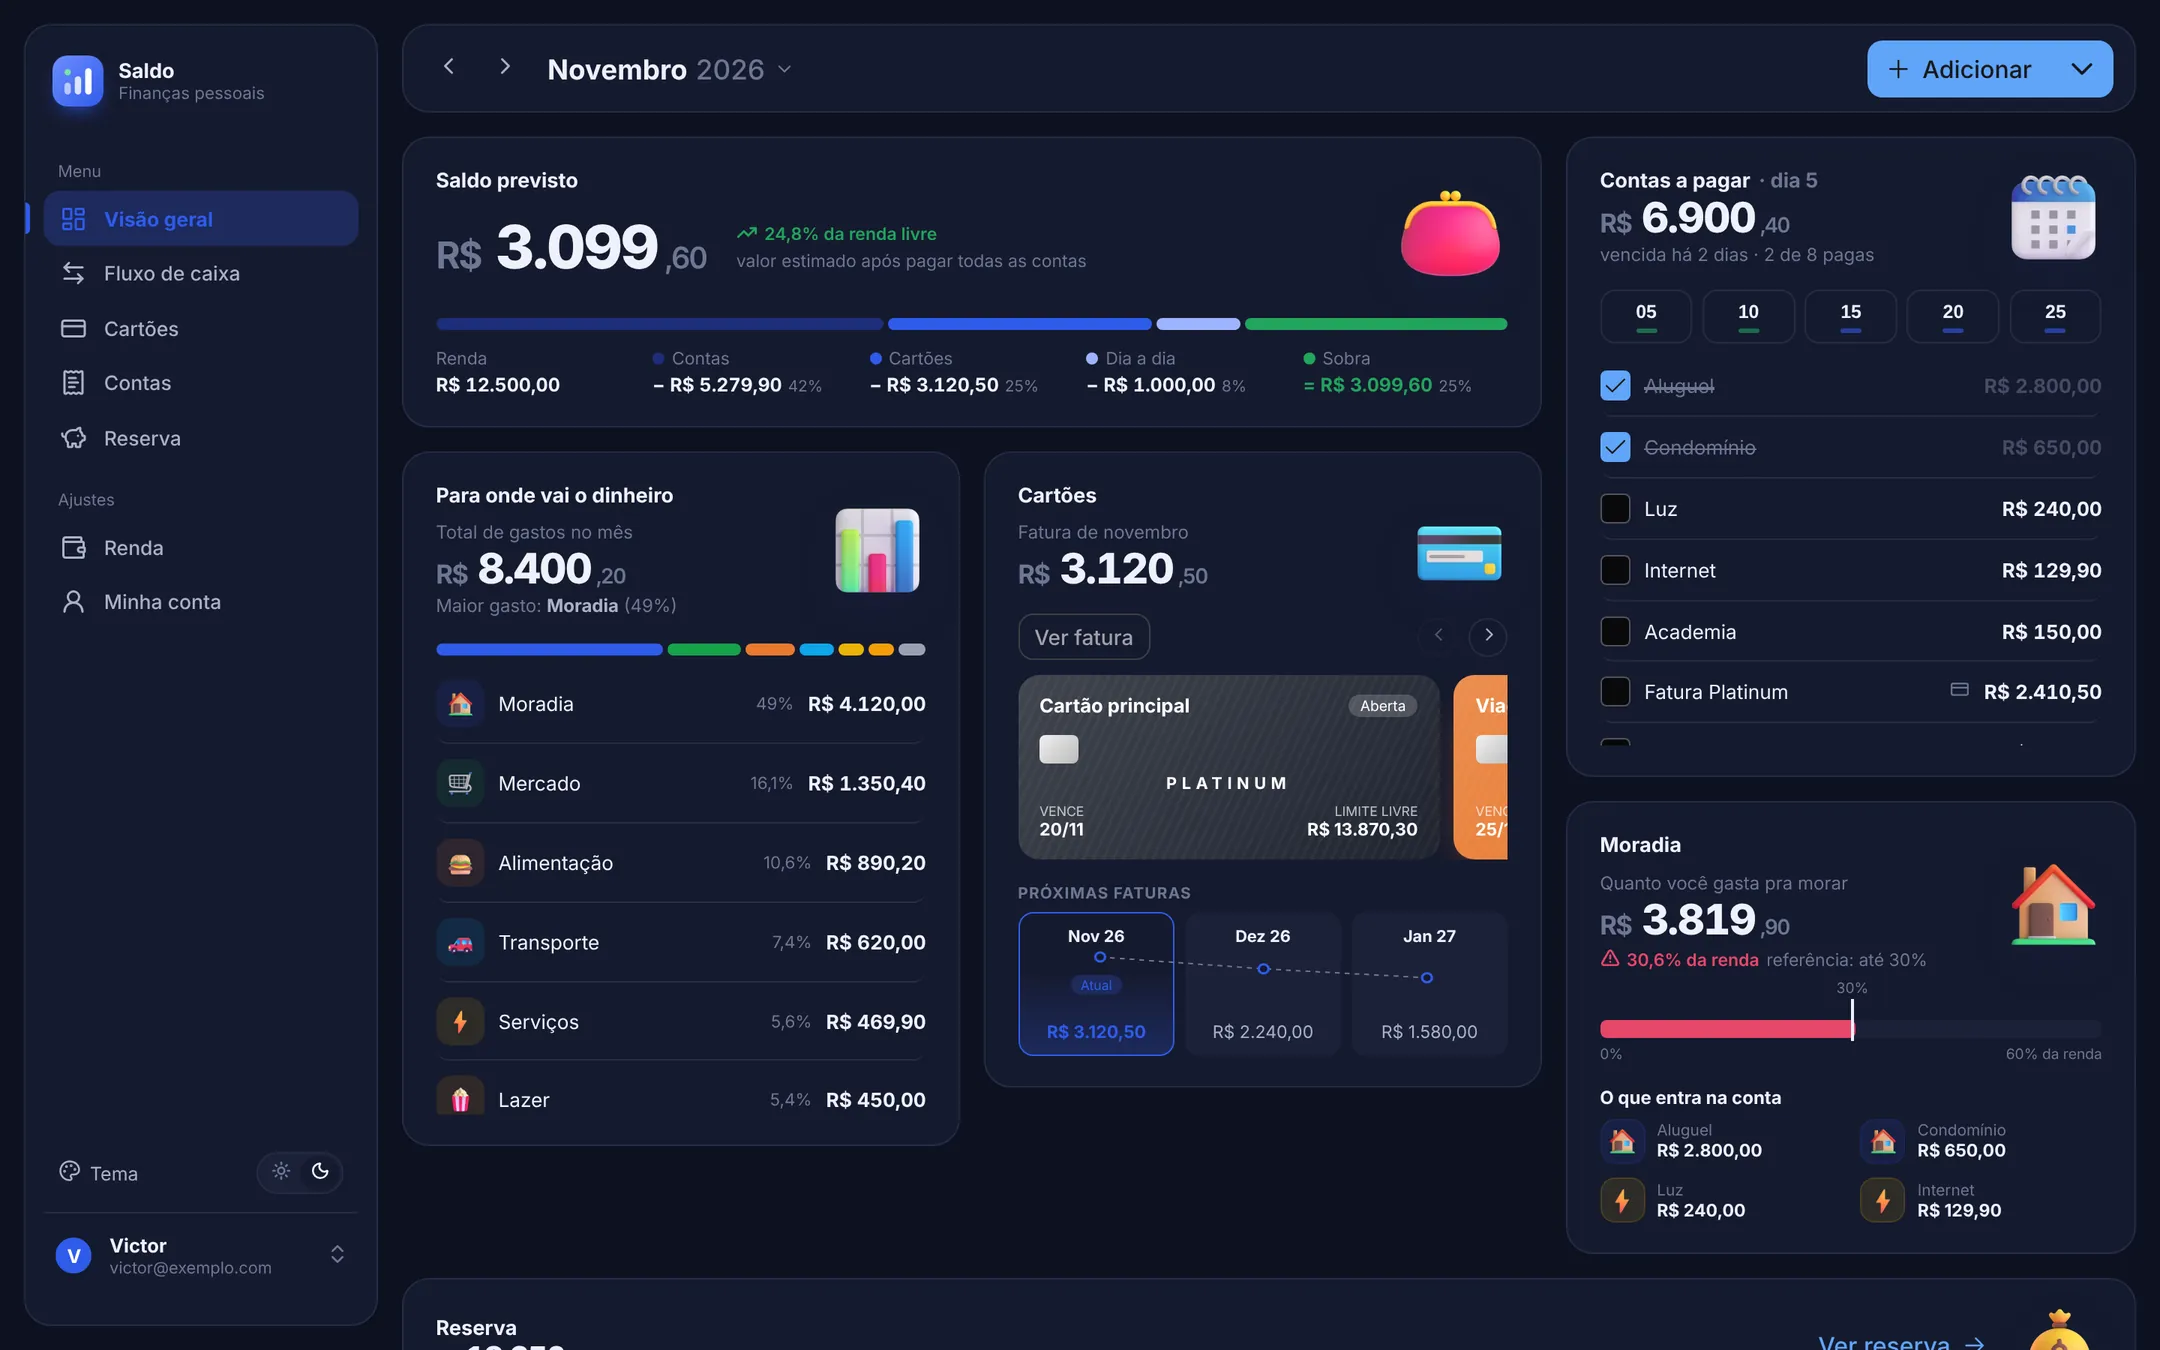 Saldo
Finanças pessoais
Menu
Visão geral
Fluxo de caixa
Cartões
Contas
Reserva
Ajustes
Renda
Minha conta
Tema
V
Victor
victor@exemplo.com
Novembro 2026
+ Adicionar
Saldo previsto
R$ 3.099,60
24,8% da renda livre
valor estimado após pagar todas as contas
Renda
R$ 12.500,00
Contas
– R$ 5.279,90 42%
Cartões
– R$ 3.120,50 25%
Dia a dia
– R$ 1.000,00 8%
Sobra
= R$ 3.099,60 25%
Para onde vai o dinheiro
Total de gastos no mês
R$ 8.400,20
Maior gasto: Moradia (49%)
Moradia 49% R$ 4.120,00
Mercado 16,1% R$ 1.350,40
Alimentação 10,6% R$ 890,20
Transporte 7,4% R$ 620,00
Serviços 5,6% R$ 469,90
Lazer 5,4% R$ 450,00
Cartões
Fatura de novembro
R$ 3.120,50
Ver fatura
Cartão principal Aberta
PLATINUM
VENCE
20/11
LIMITE LIVRE
R$ 13.870,30
PRÓXIMAS FATURAS
Nov 26
Atual
R$ 3.120,50
Dez 26
R$ 2.240,00
Jan 27
R$ 1.580,00
Contas a pagar · dia 5
R$ 6.900,40
vencida há 2 dias · 2 de 8 pagas
05 10 15 20 25
Aluguel R$ 2.800,00
Condomínio R$ 650,00
Luz R$ 240,00
Internet R$ 129,90
Academia R$ 150,00
Fatura Platinum R$ 2.410,50
Moradia
Quanto você gasta pra morar
R$ 3.819,90
30,6% da renda referência: até 30%
30%
0% 60% da renda
O que entra na conta
Aluguel
R$ 2.800,00
Condomínio
R$ 650,00
Luz
R$ 240,00
Internet
R$ 129,90
Reserva
Ver reserva →